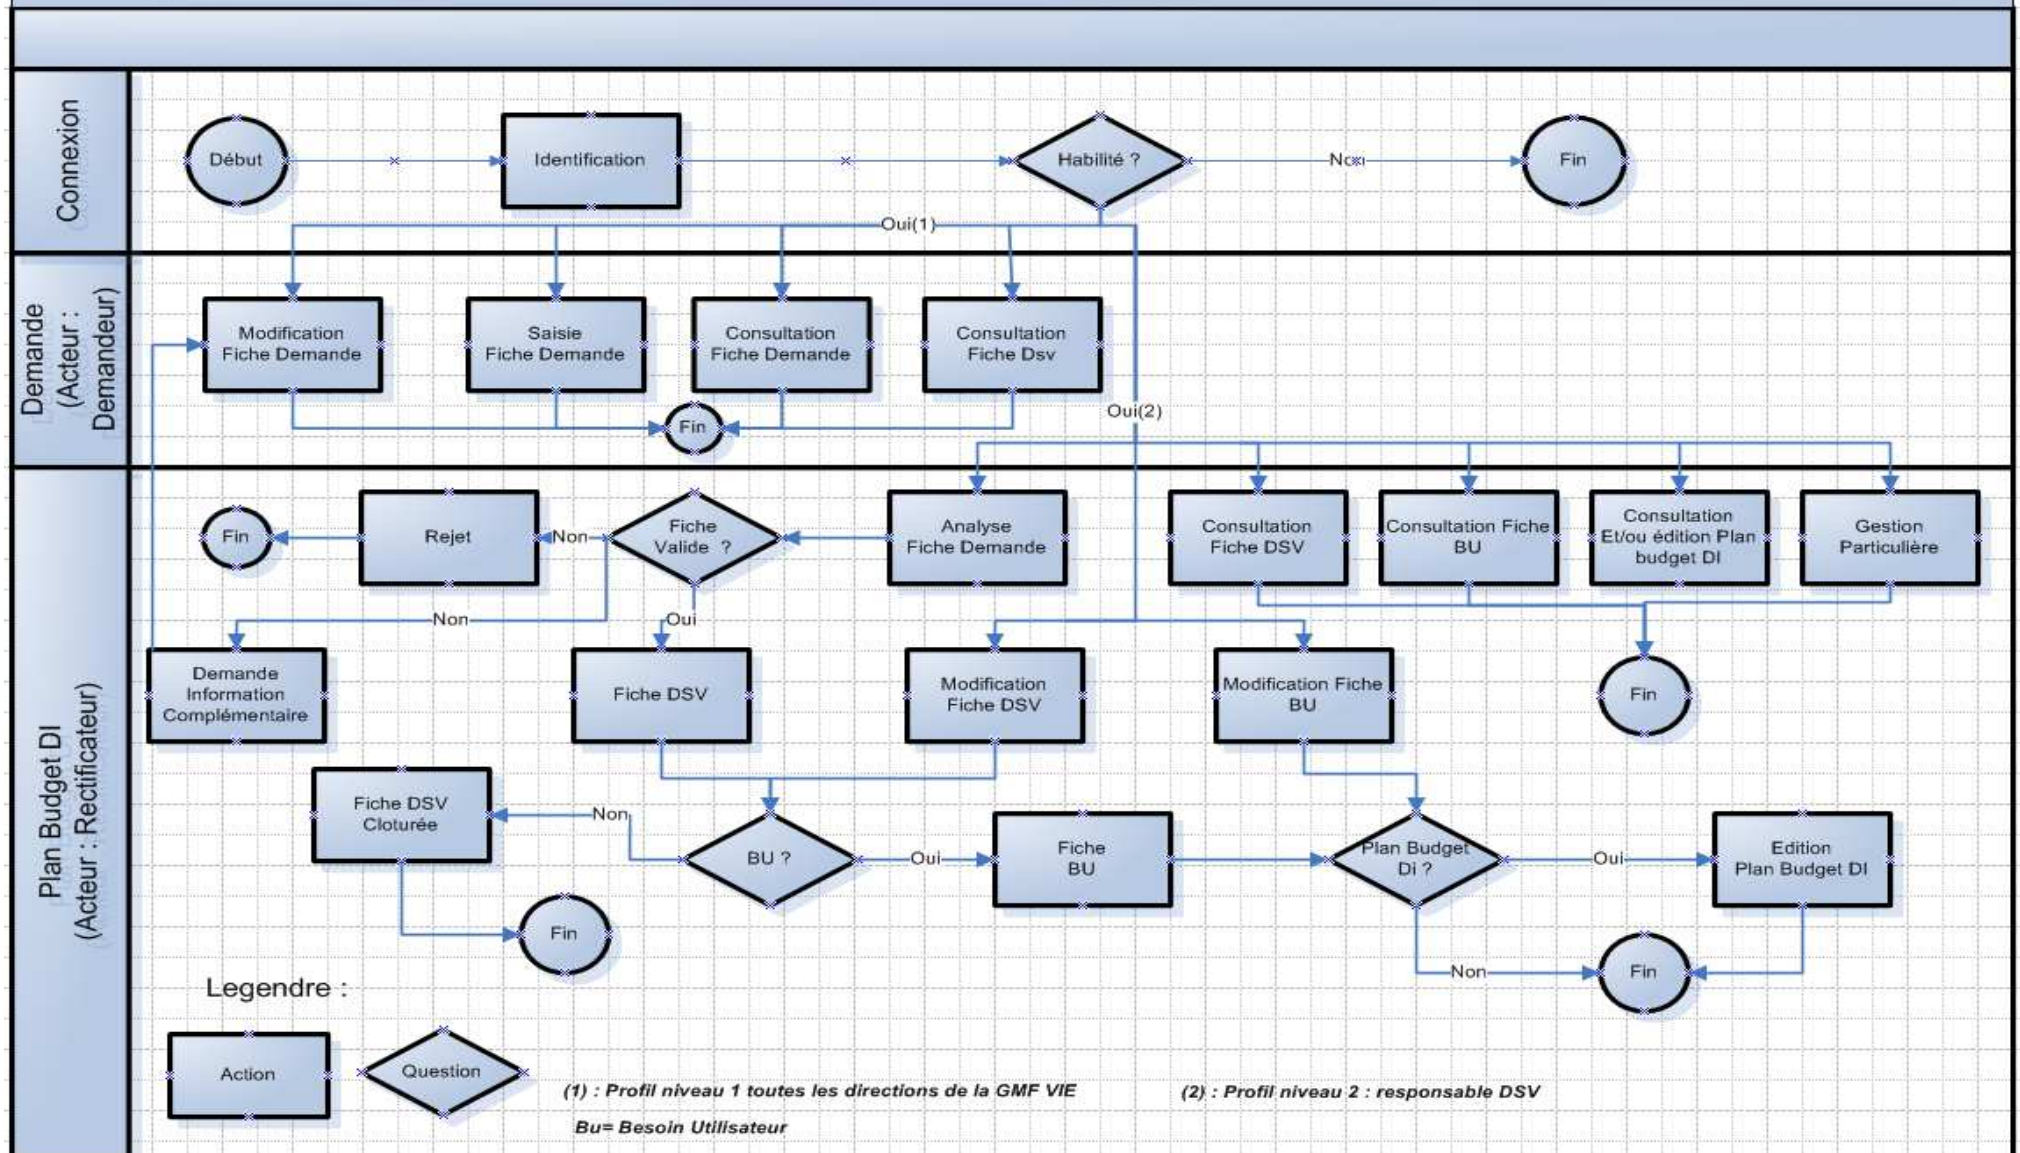 Connexion
Début
Identification
Habilité ?
Non
Fin
Oui(1)
Demande
(Acteur :
Demandeur)
Modification
Fiche Demande
Saisie
Fiche Demande
Consultation
Fiche Demande
Consultation
Fiche Dsv
Fin
Oui(2)
Plan Budget DI
(Acteur : Rectificateur)
Fin
Rejet
Non
Fiche
Valide ?
Analyse
Fiche Demande
Consultation
Fiche DSV
Consultation Fiche
BU
Consultation
Et/ou édition Plan
budget DI
Gestion
Particulière
Non
Oui
Demande
Information
Complémentaire
Fiche DSV
Modification
Fiche DSV
Modification Fiche
BU
Fin
Fiche DSV
Cloturée
Non
BU ?
Oui
Fiche
BU
Plan Budget
Di ?
Oui
Edition
Plan Budget DI
Fin
Non
Fin
Legendre :
Action
Question
(1) : Profil niveau 1 toutes les directions de la GMF VIE
(2) : Profil niveau 2 : responsable DSV
Bu= Besoin Utilisateur